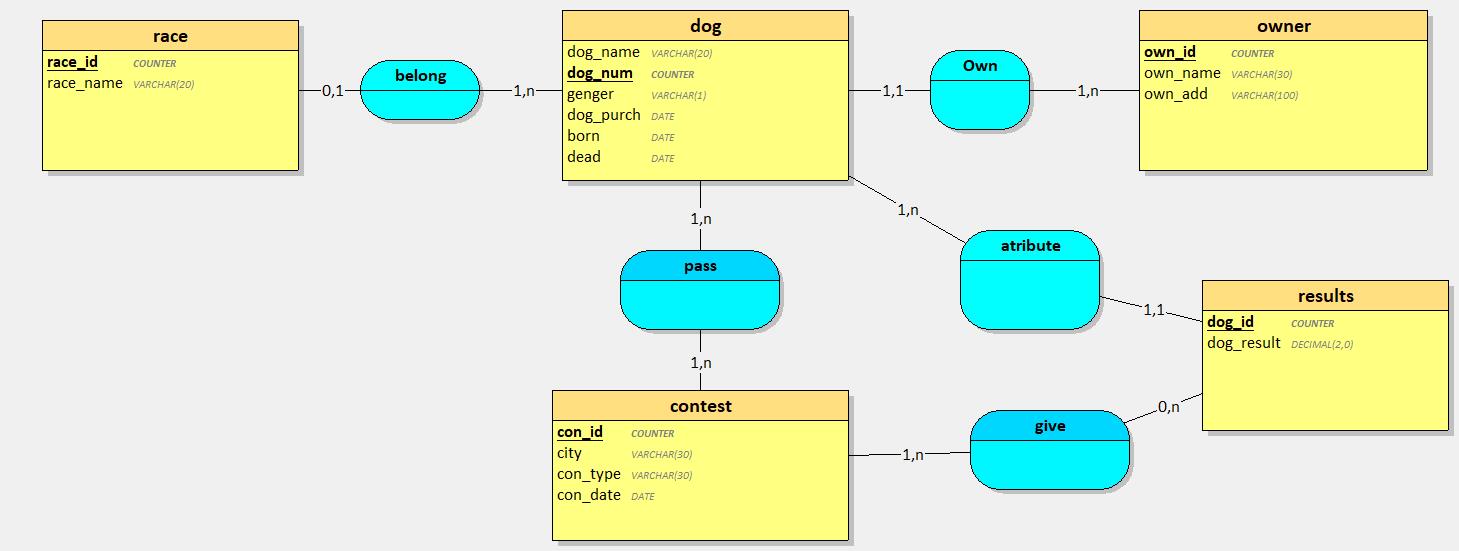 race
race_id COUNTER
race_name VARCHAR(20)
0,1
belong
1,n
dog
dog_name VARCHAR(20)
dog_num COUNTER
genger VARCHAR(1)
dog_purch DATE
born DATE
dead DATE
1,1
Own
1,n
owner
own_id COUNTER
own_name VARCHAR(30)
own_add VARCHAR(100)
1,n
pass
1,n
1,n
atribute
1,1
results
dog_id COUNTER
dog_result DECIMAL(2,0)
contest
con_id COUNTER
city VARCHAR(30)
con_type VARCHAR(30)
con_date DATE
1,n
give
0,n